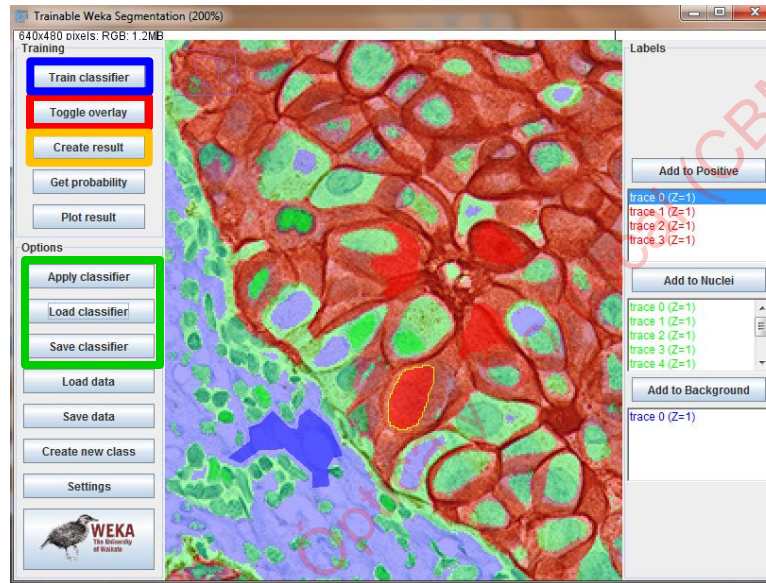 Trainable Weka Segmentation (200%)
640x480 pixels; RGB; 1.2MB
Training
Train classifier
Toggle overlay
Create result
Get probability
Plot result
Options
Apply classifier
Load classifier
Save classifier
Load data
Save data
Create new class
Settings
WEKA
The University
of Waikato
Labels
Add to Positive
trace 0 (Z=1)
trace 1 (Z=1)
trace 2 (Z=1)
trace 3 (Z=1)
Add to Nuclei
trace 0 (Z=1)
trace 1 (Z=1)
trace 2 (Z=1)
trace 3 (Z=1)
trace 4 (Z=1)
Add to Background
trace 0 (Z=1)